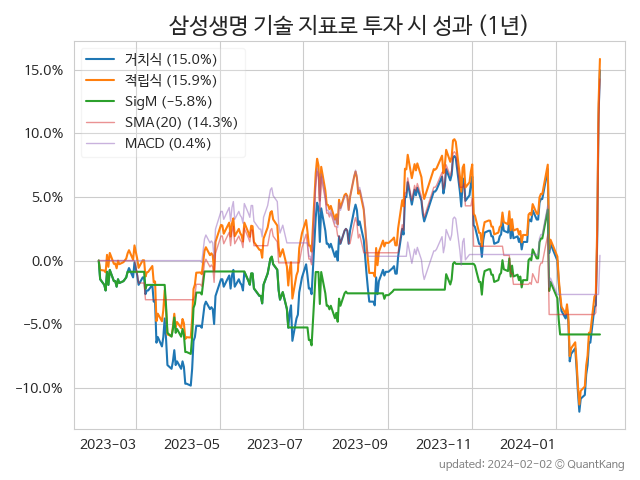 삼성생명 기술 지표로 투자 시 성과 (1년)
거치식 (15.0%)
적립식 (15.9%)
SigM (−5.8%)
SMA(20) (14.3%)
MACD (0.4%)
15.0%
10.0%
5.0%
0.0%
−5.0%
−10.0%
2023−03
2023−05
2023−07
2023−09
2023−11
2024−01
updated: 2024−02−02 © QuantKang